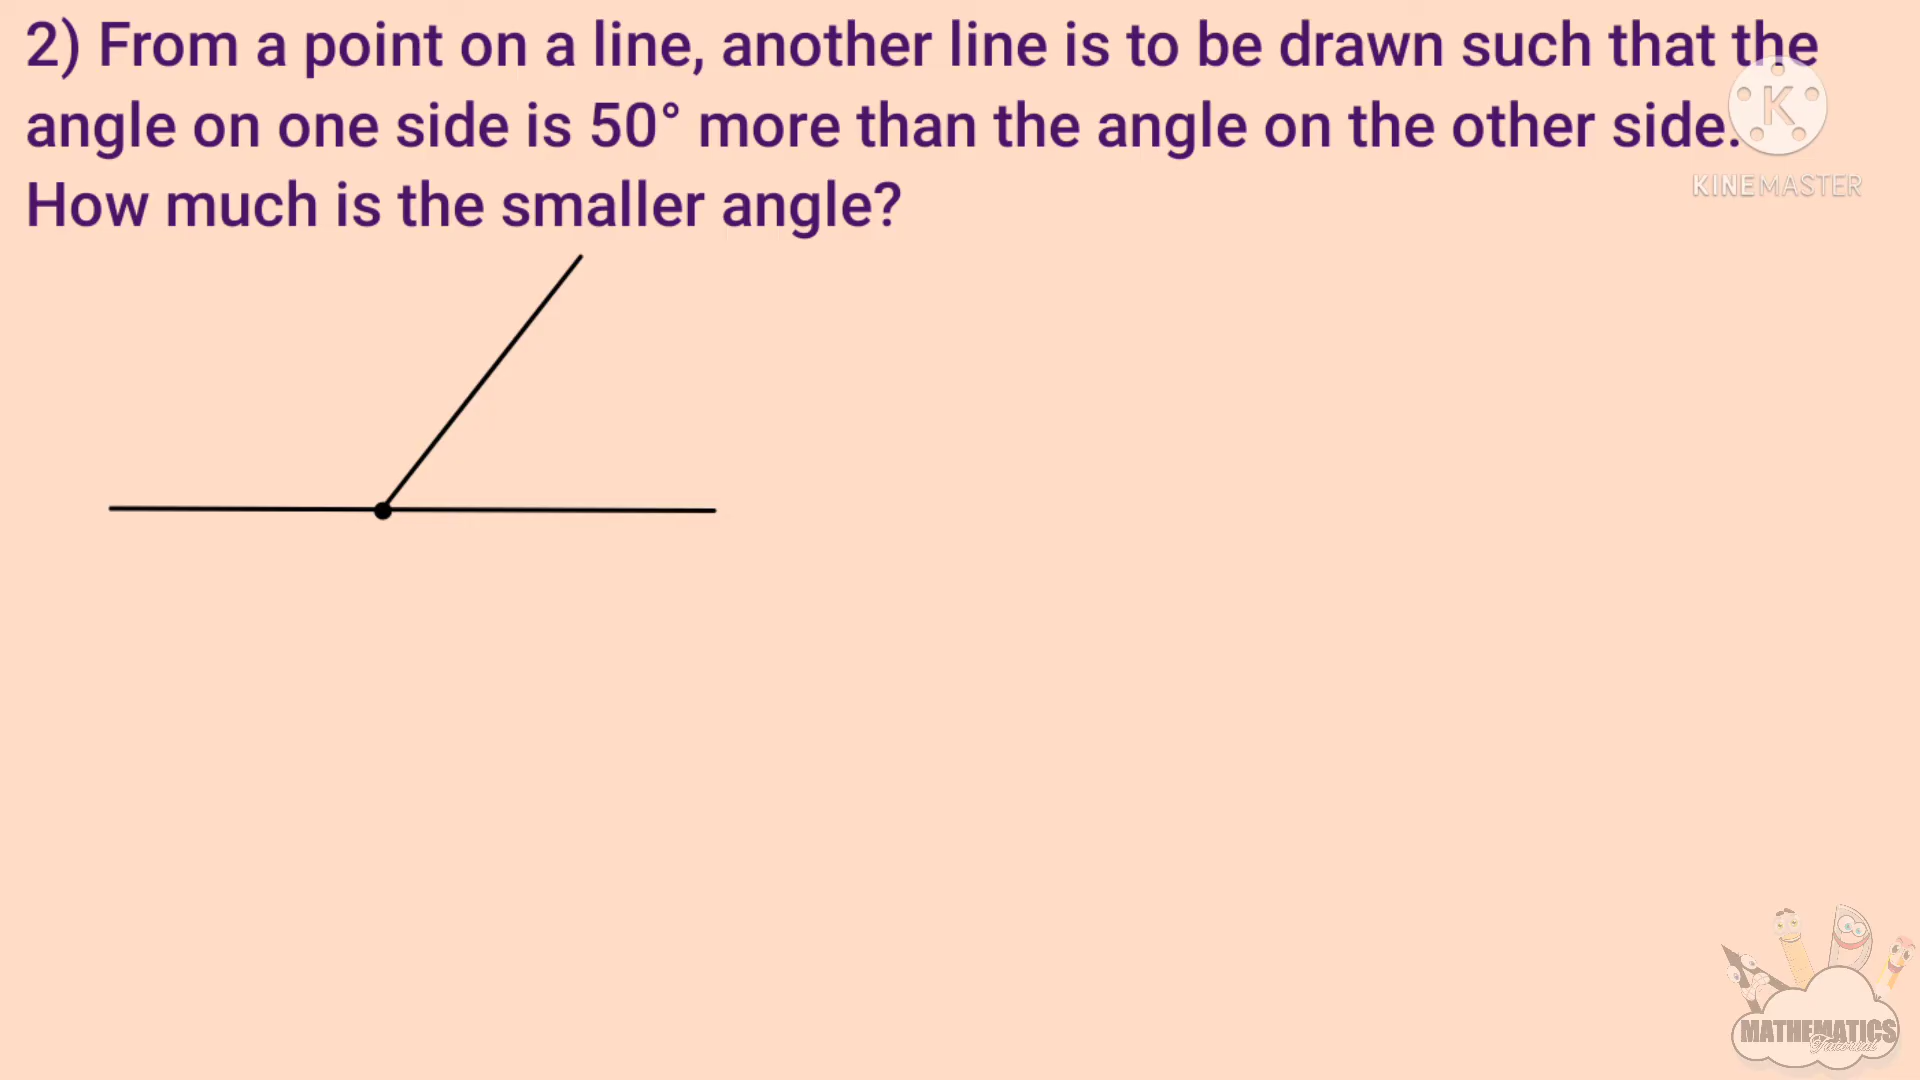 2) From a point on a line, another line is to be drawn such that the
angle on one side is 50° more than the angle on the other side.
How much is the smaller angle?
K
KINEMASTER
MATHEMATICS
Tutorial